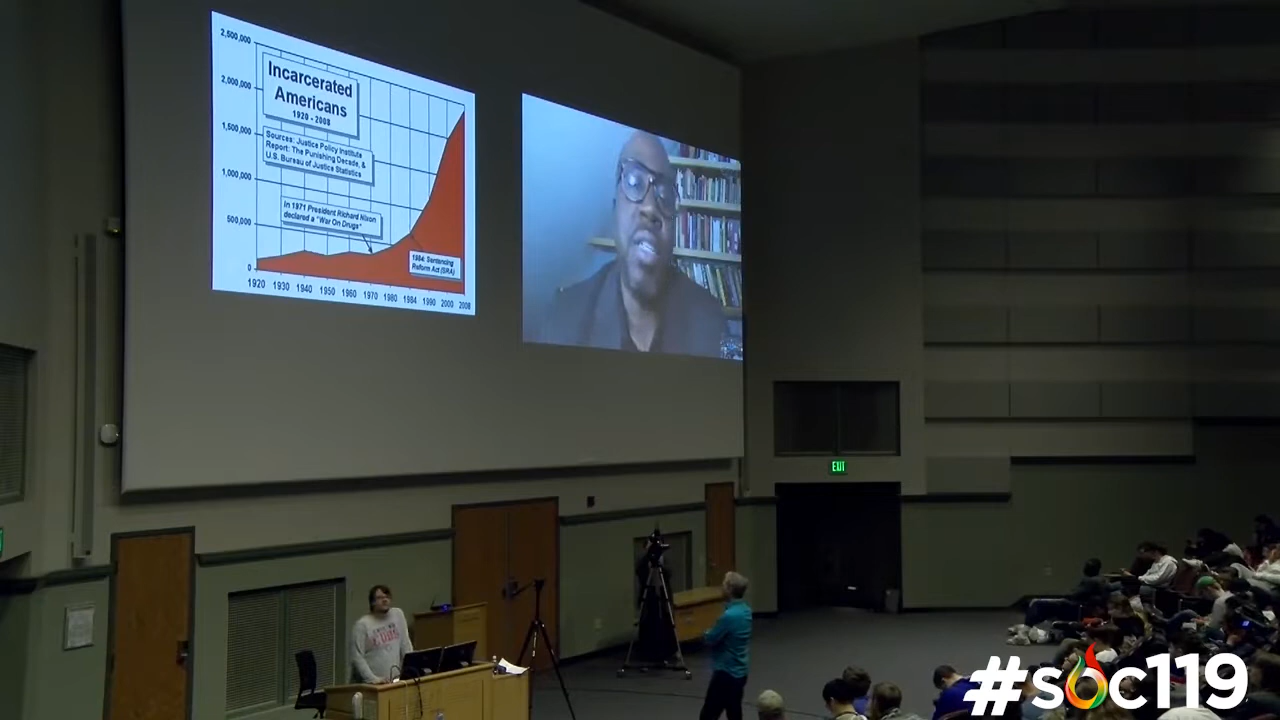 2,500,000
2,000,000
1,500,000
1,000,000
500,000
0
Incarcerated
Americans
1920 - 2008
Sources: Justice Policy Institute
Report: The Punishing Decade, &
U.S. Bureau of Justice Statistics
In 1971 President Richard Nixon
declared a "War On Drugs"
1984: Sentencing
Reform Act (SRA)
1920 1930 1940 1950 1960 1970 1980 1984 1990 2000 2008
EXIT
#soc119